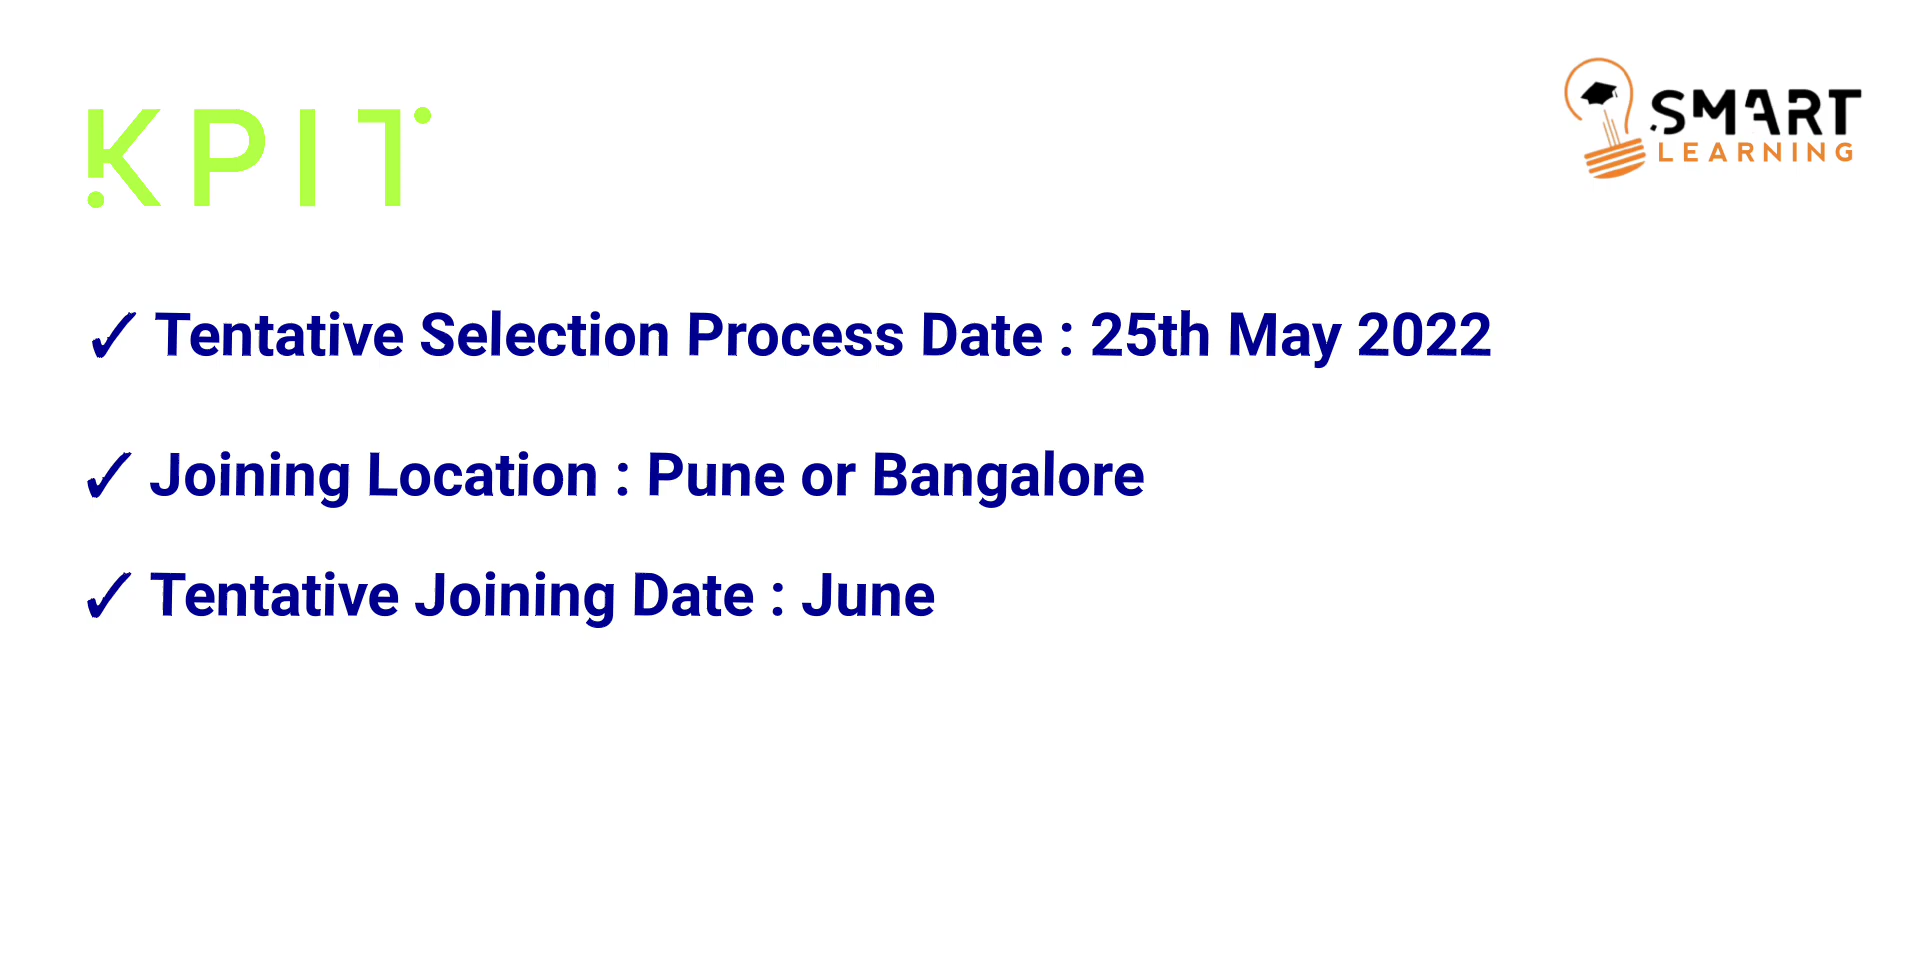 KPIT
SMART
LEARNING
✓ Tentative Selection Process Date : 25th May 2022
✓ Joining Location : Pune or Bangalore
✓ Tentative Joining Date : June